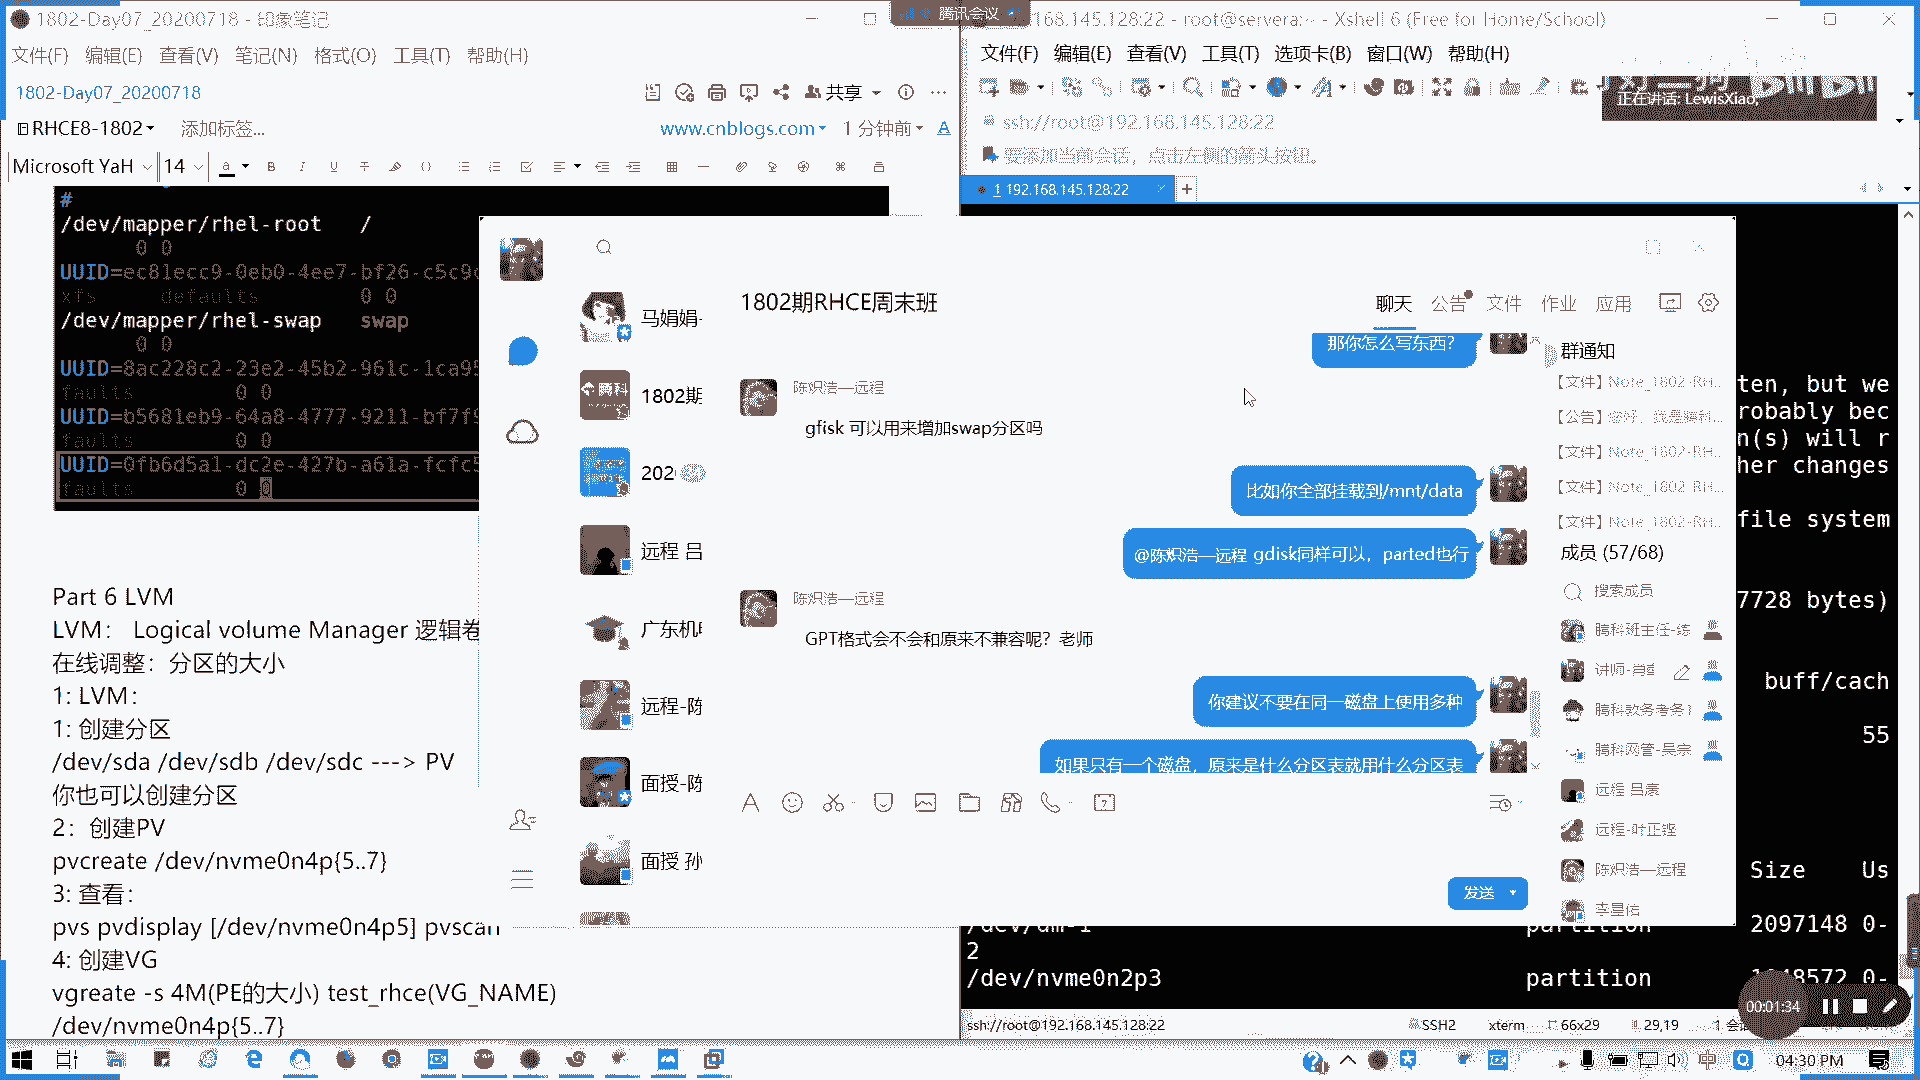 1802-Day07_20200718 - 印象笔记
文件(F) 编辑(E) 查看(V) 笔记(N) 格式(O) 工具(T) 帮助(H)
1802-Day07_20200718
共享
RHCE8-1802
添加标签...
www.cnblogs.com
1 分钟前
Microsoft YaH
14
#
/dev/mapper/rhel-root /
0 0
UUID=ec81ecc9-0eb0-4ee7-bf26-c5c9
xfs defaults 0 0
/dev/mapper/rhel-swap swap
0 0
UUID=8ac228c2-23e2-45b2-961c-1ca95
faults 0 0
UUID=b5681eb9-64a8-4777-9211-bf7f9
faults 0 0
UUID=0fb6d5a1-dc2e-427b-a61a-fcfc5
faults 0 0
Part 6 LVM
LVM： Logical volume Manager 逻辑卷
在线调整：分区的大小
1: LVM：
1: 创建分区
/dev/sda /dev/sdb /dev/sdc ---> PV
你也可以创建分区
2：创建PV
pvcreate /dev/nvme0n4p{5..7}
3: 查看：
pvs pvdisplay [/dev/nvme0n4p5] pvscan
4: 创建VG
vgreate -s 4M(PE的大小) test_rhce(VG_NAME)
/dev/nvme0n4p{5..7}
腾讯会议
168.145.128:22 - root@servera:~ - Xshell 6 (Free for Home/School)
文件(F) 编辑(E) 查看(V) 工具(T) 选项卡(B) 窗口(W) 帮助(H)
正在讲话: LewisXiao;
ssh://root@192.168.145.128:22
要添加当前会话，点击左侧的箭头按钮。
1 192.168.145.128:22
马娟娟-
1802期
202
远程 吕
广东机电
远程-陈
面授-陈
面授 孙
1802期RHCE周末班
聊天 公告 文件 作业 应用
那你怎么写东西？
陈炽浩—远程
gfisk 可以用来增加swap分区吗
比如你全部挂载到/mnt/data
@陈炽浩—远程 gdisk同样可以，parted也行
陈炽浩—远程
GPT格式会不会和原来不兼容呢？老师
你建议不要在同一磁盘上使用多种
如果只有一个磁盘，原来是什么分区表就用什么分区表
发送
群通知
【文件】Note_1802-RH...
【公告】您好，我是腾科...
【文件】Note_1802-RH...
【文件】Note_1802-RH...
【文件】Note_1802-RH...
成员 (57/68)
搜索成员
腾科班主任-练
讲师-肖
腾科教务考务
腾科网管-吴宗
远程 吕豪
远程-叶正铿
陈炽浩—远程
李星佑
ten, but we
robably bec
n(s) will r
her changes
file system
7728 bytes)
buff/cach
55
Size Us
/dev/dm-1 partition 2097148 0-
2
/dev/nvme0n2p3 partition 1048572 0-
00:01:34
ssh://root@192.168.145.128:22
SSH2 xterm 66x29 29,19
中
04:30 PM